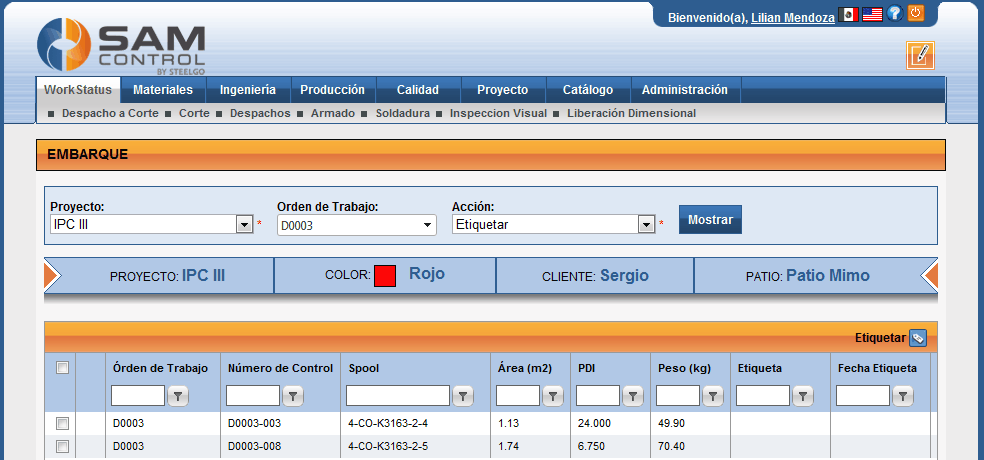 Bienvenido(a), Lilian Mendoza
SAM
CONTROL
BY STEELGO
WorkStatus Materiales Ingeniería Producción Calidad Proyecto Catálogo Administración
Despacho a Corte Corte Despachos Armado Soldadura Inspeccion Visual Liberación Dimensional
EMBARQUE
Proyecto: Orden de Trabajo: Acción:
IPC III * D0003 Etiquetar * Mostrar
PROYECTO: IPC III COLOR: Rojo CLIENTE: Sergio PATIO: Patio Mimo
Etiquetar
Órden de Trabajo Número de Control Spool Área (m2) PDI Peso (kg) Etiqueta Fecha Etiqueta
D0003 D0003-003 4-CO-K3163-2-4 1.13 24.000 49.90
D0003 D0003-008 4-CO-K3163-2-5 1.74 6.750 70.40